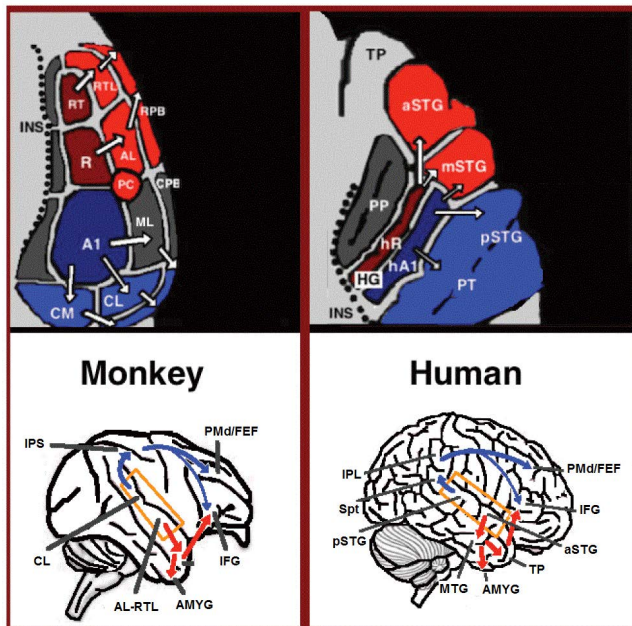 RT
RTL
INS
RPB
R
AL
PC
CPB
ML
A1
CL
CM
TP
aSTG
mSTG
PP
hR
pSTG
hA1
HG
PT
INS
Monkey
Human
IPS
PMd/FEF
CL
IFG
AL-RTL
AMYG
IPL
PMd/FEF
Spt
IFG
pSTG
aSTG
TP
MTG
AMYG